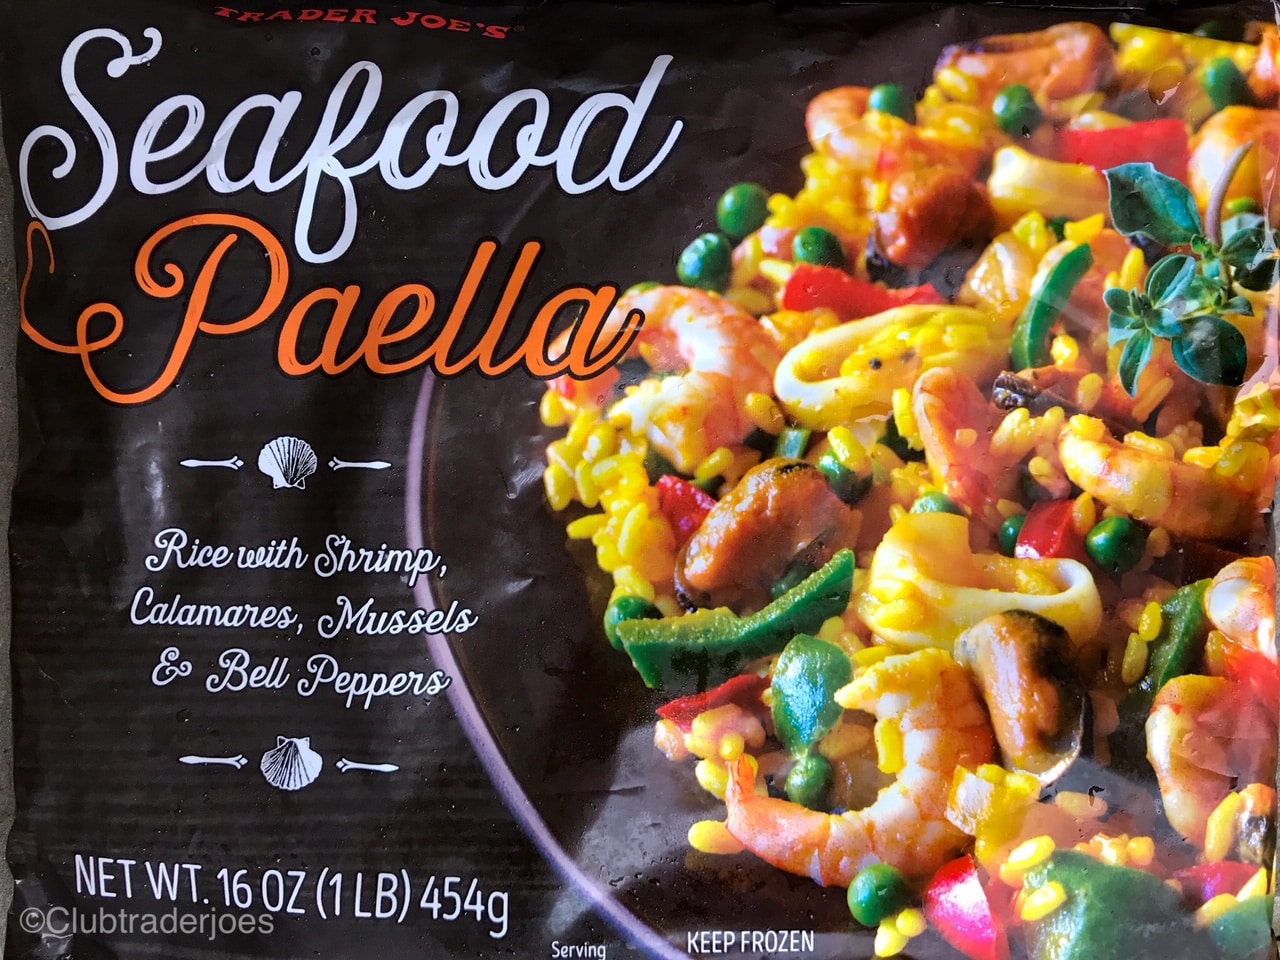 TRADER JOE'S®
Seafood
Paella
Rice with Shrimp,
Calamares, Mussels
& Bell Peppers
NET WT. 16 OZ (1 LB) 454g
©Clubtraderjoes
Serving
KEEP FROZEN